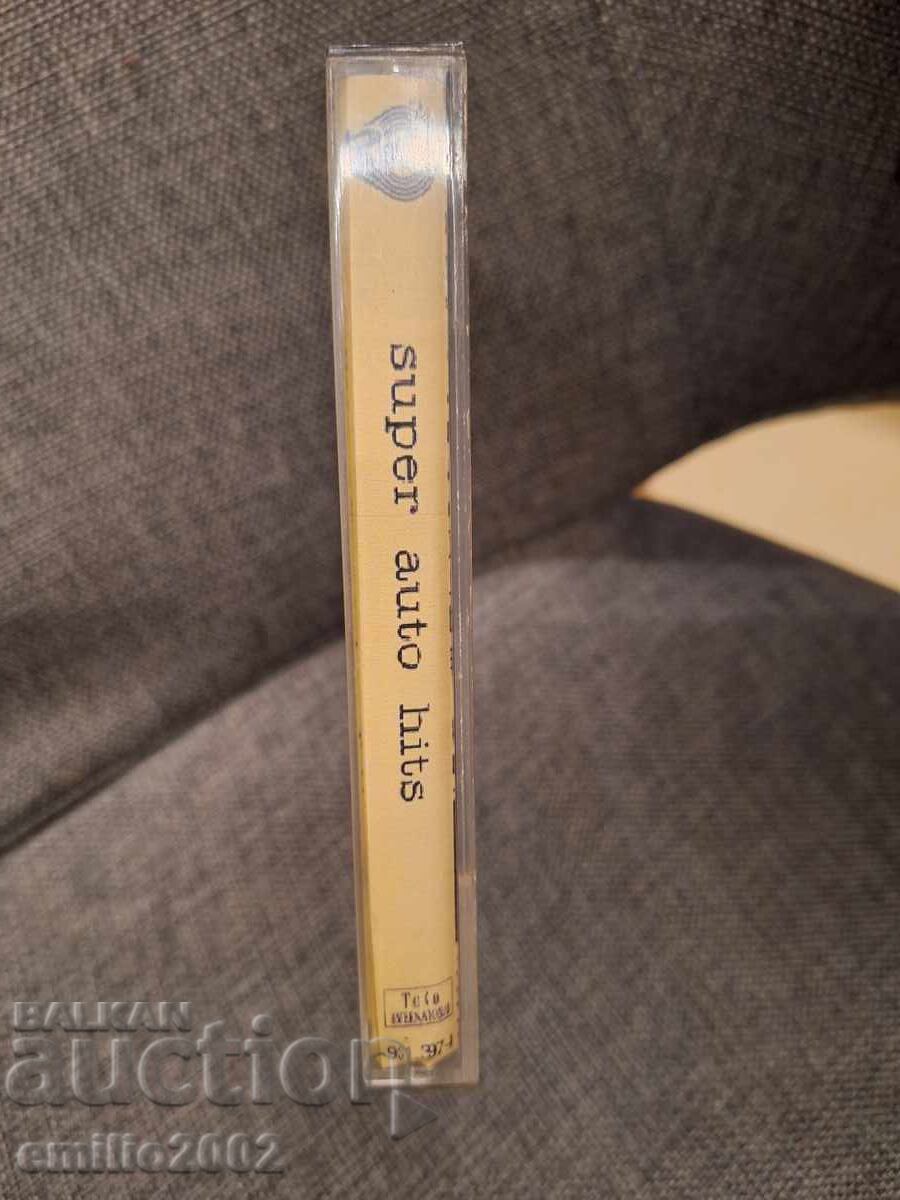 super auto hits
BALKAN
auction
emilio2002